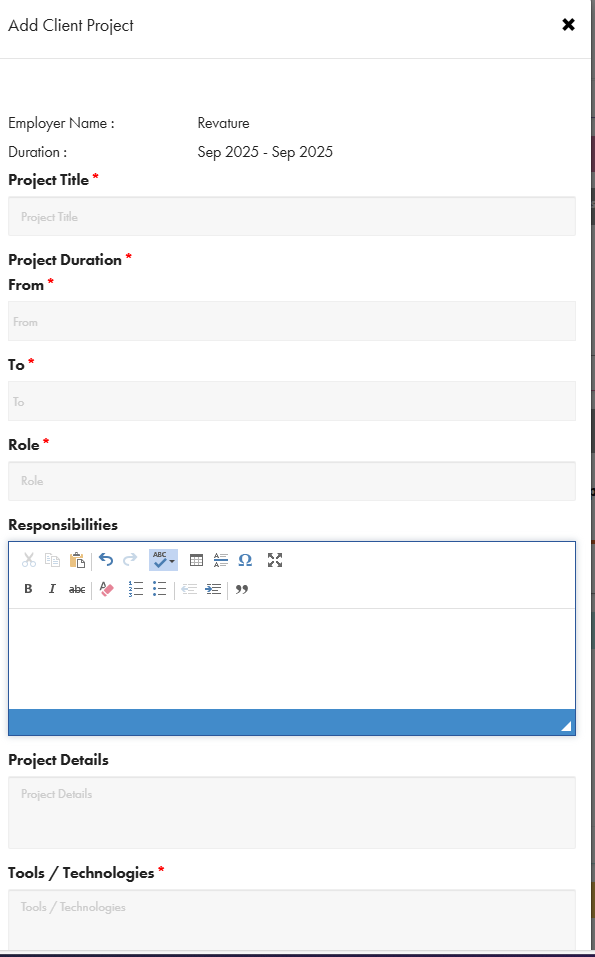 Add Client Project
Employer Name : Revature
Duration : Sep 2025 - Sep 2025
Project Title *
Project Title
Project Duration *
From *
From
To *
To
Role *
Role
Responsibilities
ABC
Ω
B I abc
Project Details
Project Details
Tools / Technologies *
Tools / Technologies